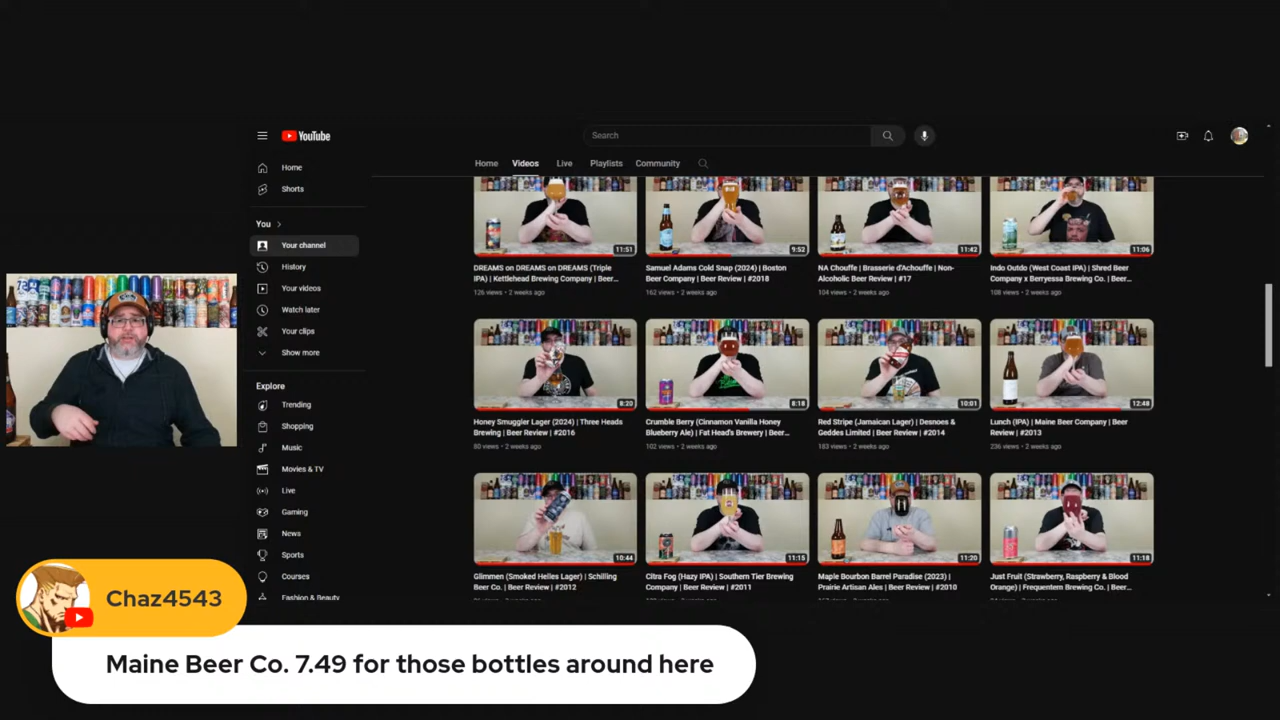 YouTube
Search
Home
Shorts
You
Your channel
History
Your videos
Watch later
Your clips
Show more
Explore
Trending
Shopping
Music
Movies & TV
Live
Gaming
News
Sports
Courses
Fashion & Beauty
Home Videos Live Playlists Community
11:51
9:52
11:42
11:06
DREAMS on DREAMS on DREAMS (Triple
IPA) | Kettlehead Brewing Company | Beer...
126 views • 2 weeks ago
Samuel Adams Cold Snap (2024) | Boston
Beer Company | Beer Review | #2018
162 views • 2 weeks ago
NA Chouffe | Brasserie d'Achouffe | Non-
Alcoholic Beer Review | #17
104 views • 2 weeks ago
Indo Outdo (West Coast IPA) | Shred Beer
Company x Berryessa Brewing Co. | Beer...
108 views • 2 weeks ago
8:20
8:18
10:01
12:48
Honey Smuggler Lager (2024) | Three Heads
Brewing | Beer Review | #2016
80 views • 2 weeks ago
Crumble Berry (Cinnamon Vanilla Honey
Blueberry Ale) | Fat Head's Brewery | Beer...
102 views • 2 weeks ago
Red Stripe (Jamaican Lager) | Desnoes &
Geddes Limited | Beer Review | #2014
183 views • 2 weeks ago
Lunch (IPA) | Maine Beer Company | Beer
Review | #2013
236 views • 2 weeks ago
10:44
11:15
11:20
11:18
Glimmen (Smoked Helles Lager) | Schilling
Beer Co. | Beer Review | #2012
Citra Fog (Hazy IPA) | Southern Tier Brewing
Company | Beer Review | #2011
Maple Bourbon Barrel Paradise (2023) |
Prairie Artisan Ales | Beer Review | #2010
Just Fruit (Strawberry, Raspberry & Blood
Orange) | Frequentem Brewing Co. | Beer...
Chaz4543
Maine Beer Co. 7.49 for those bottles around here